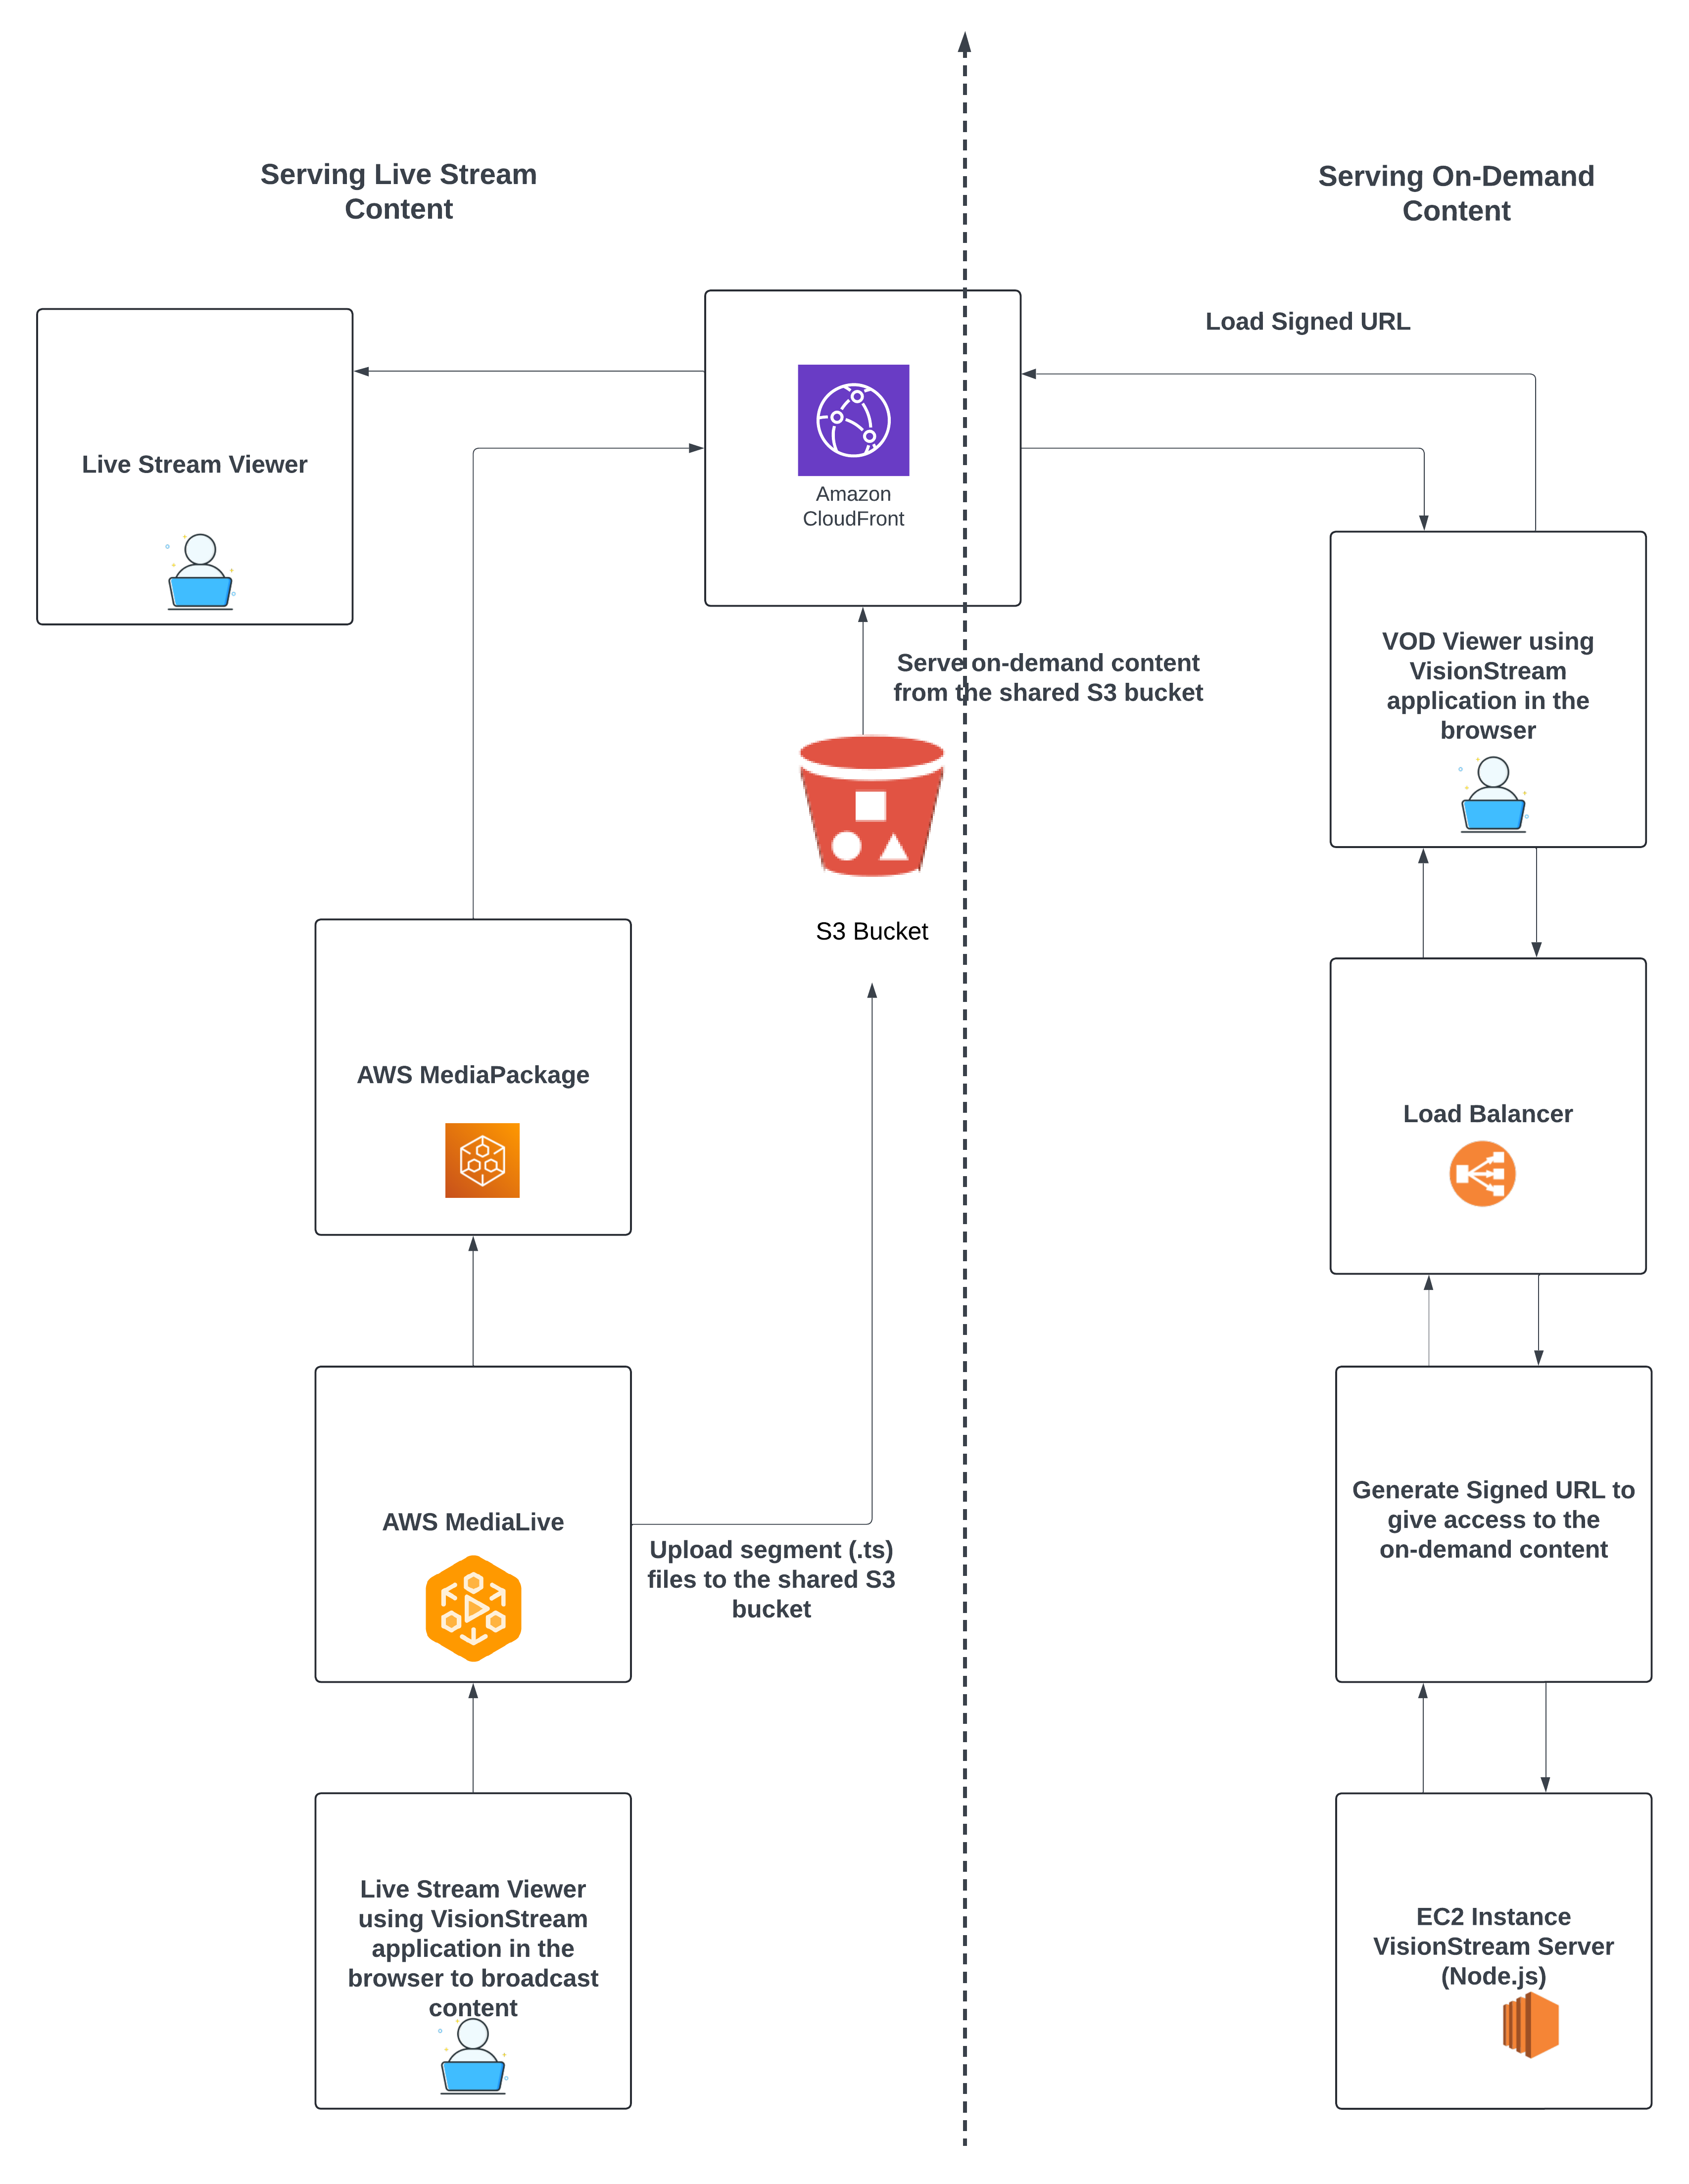 Serving Live Stream
Content
Serving On-Demand
Content
Load Signed URL
Live Stream Viewer
Amazon
CloudFront
Serve on-demand content
from the shared S3 bucket
VOD Viewer using
VisionStream
application in the
browser
S3 Bucket
AWS MediaPackage
Load Balancer
AWS MediaLive
Upload segment (.ts)
files to the shared S3
bucket
Generate Signed URL to
give access to the
on-demand content
Live Stream Viewer
using VisionStream
application in the
browser to broadcast
content
EC2 Instance
VisionStream Server
(Node.js)